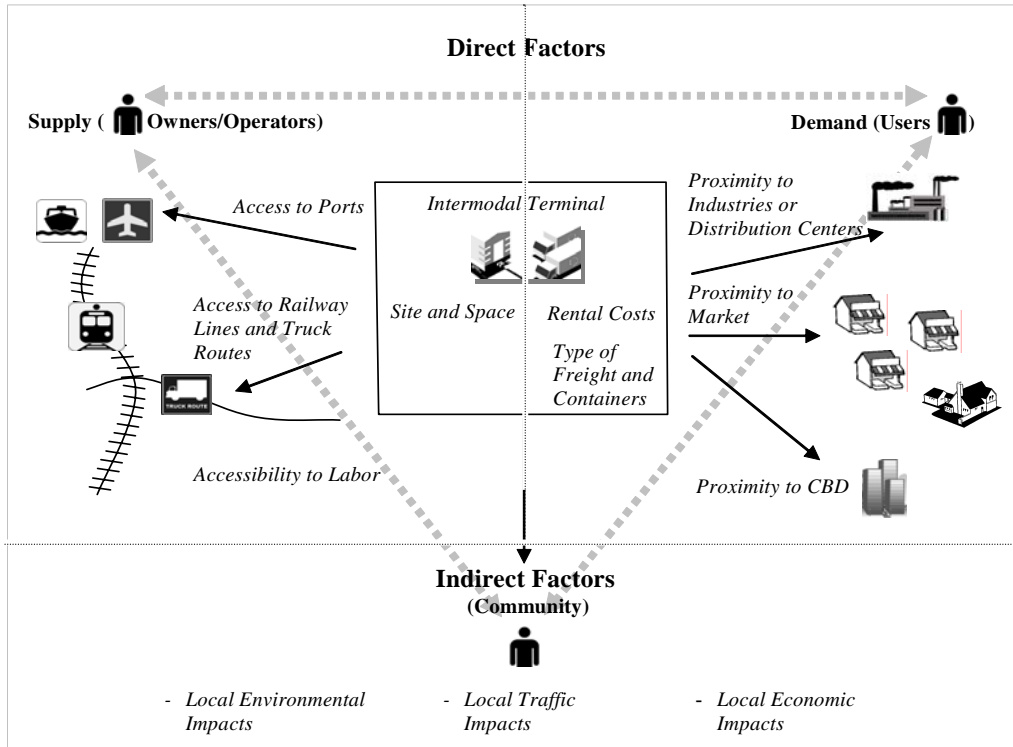 Direct Factors
Supply ( Owners/Operators)
Demand (Users )
Access to Ports
Access to Railway
Lines and Truck
Routes
TRUCK ROUTE
Accessibility to Labor
Intermodal Terminal
Site and Space
Rental Costs
Type of
Freight and
Containers
Proximity to
Industries or
Distribution Centers
Proximity to
Market
Proximity to CBD
Indirect Factors
(Community)
- Local Environmental
Impacts
- Local Traffic
Impacts
- Local Economic
Impacts